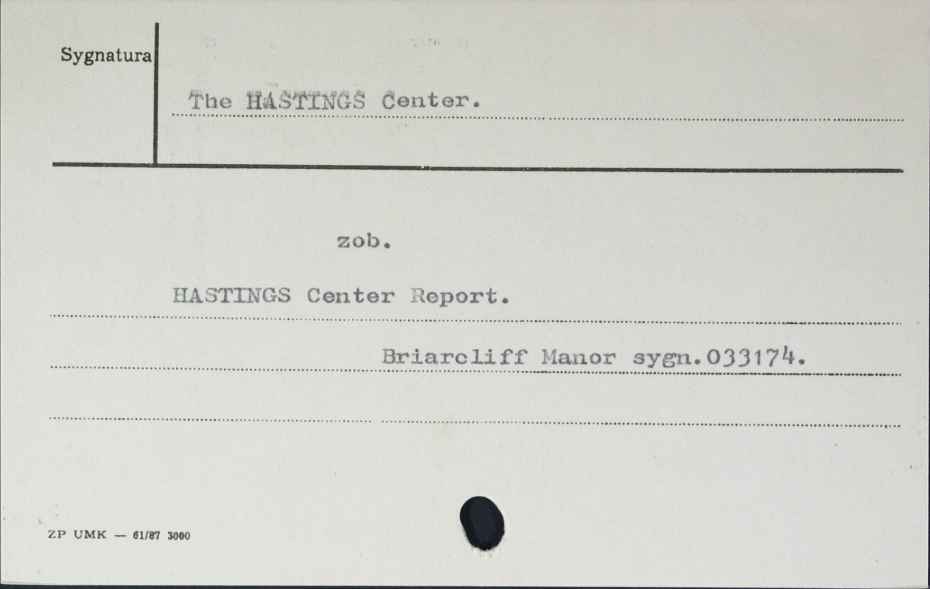 Sygnatura
The HASTINGS Center.
zob.
HASTINGS Center Report.
Briarcliff Manor sygn.033174.
ZP UMK — 61/87 3000